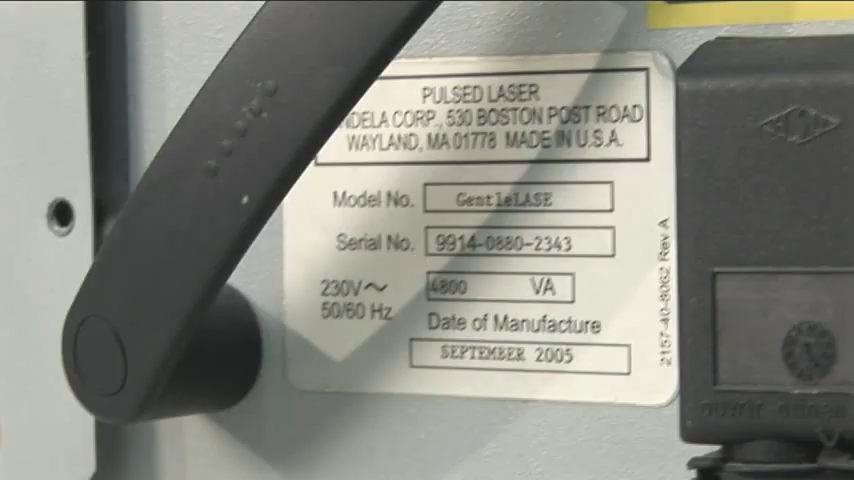 PULSED LASER
NDELA CORP., 530 BOSTON POST ROAD
WAYLAND, MA 01778 MADE IN U.S.A.
Model No. GentleLASE
Serial No. 9914-0880-2343
230V~ 4800 VA
50/60 Hz
Date of Manufacture
SEPTEMBER 2005
2157-40-8062 Rev A